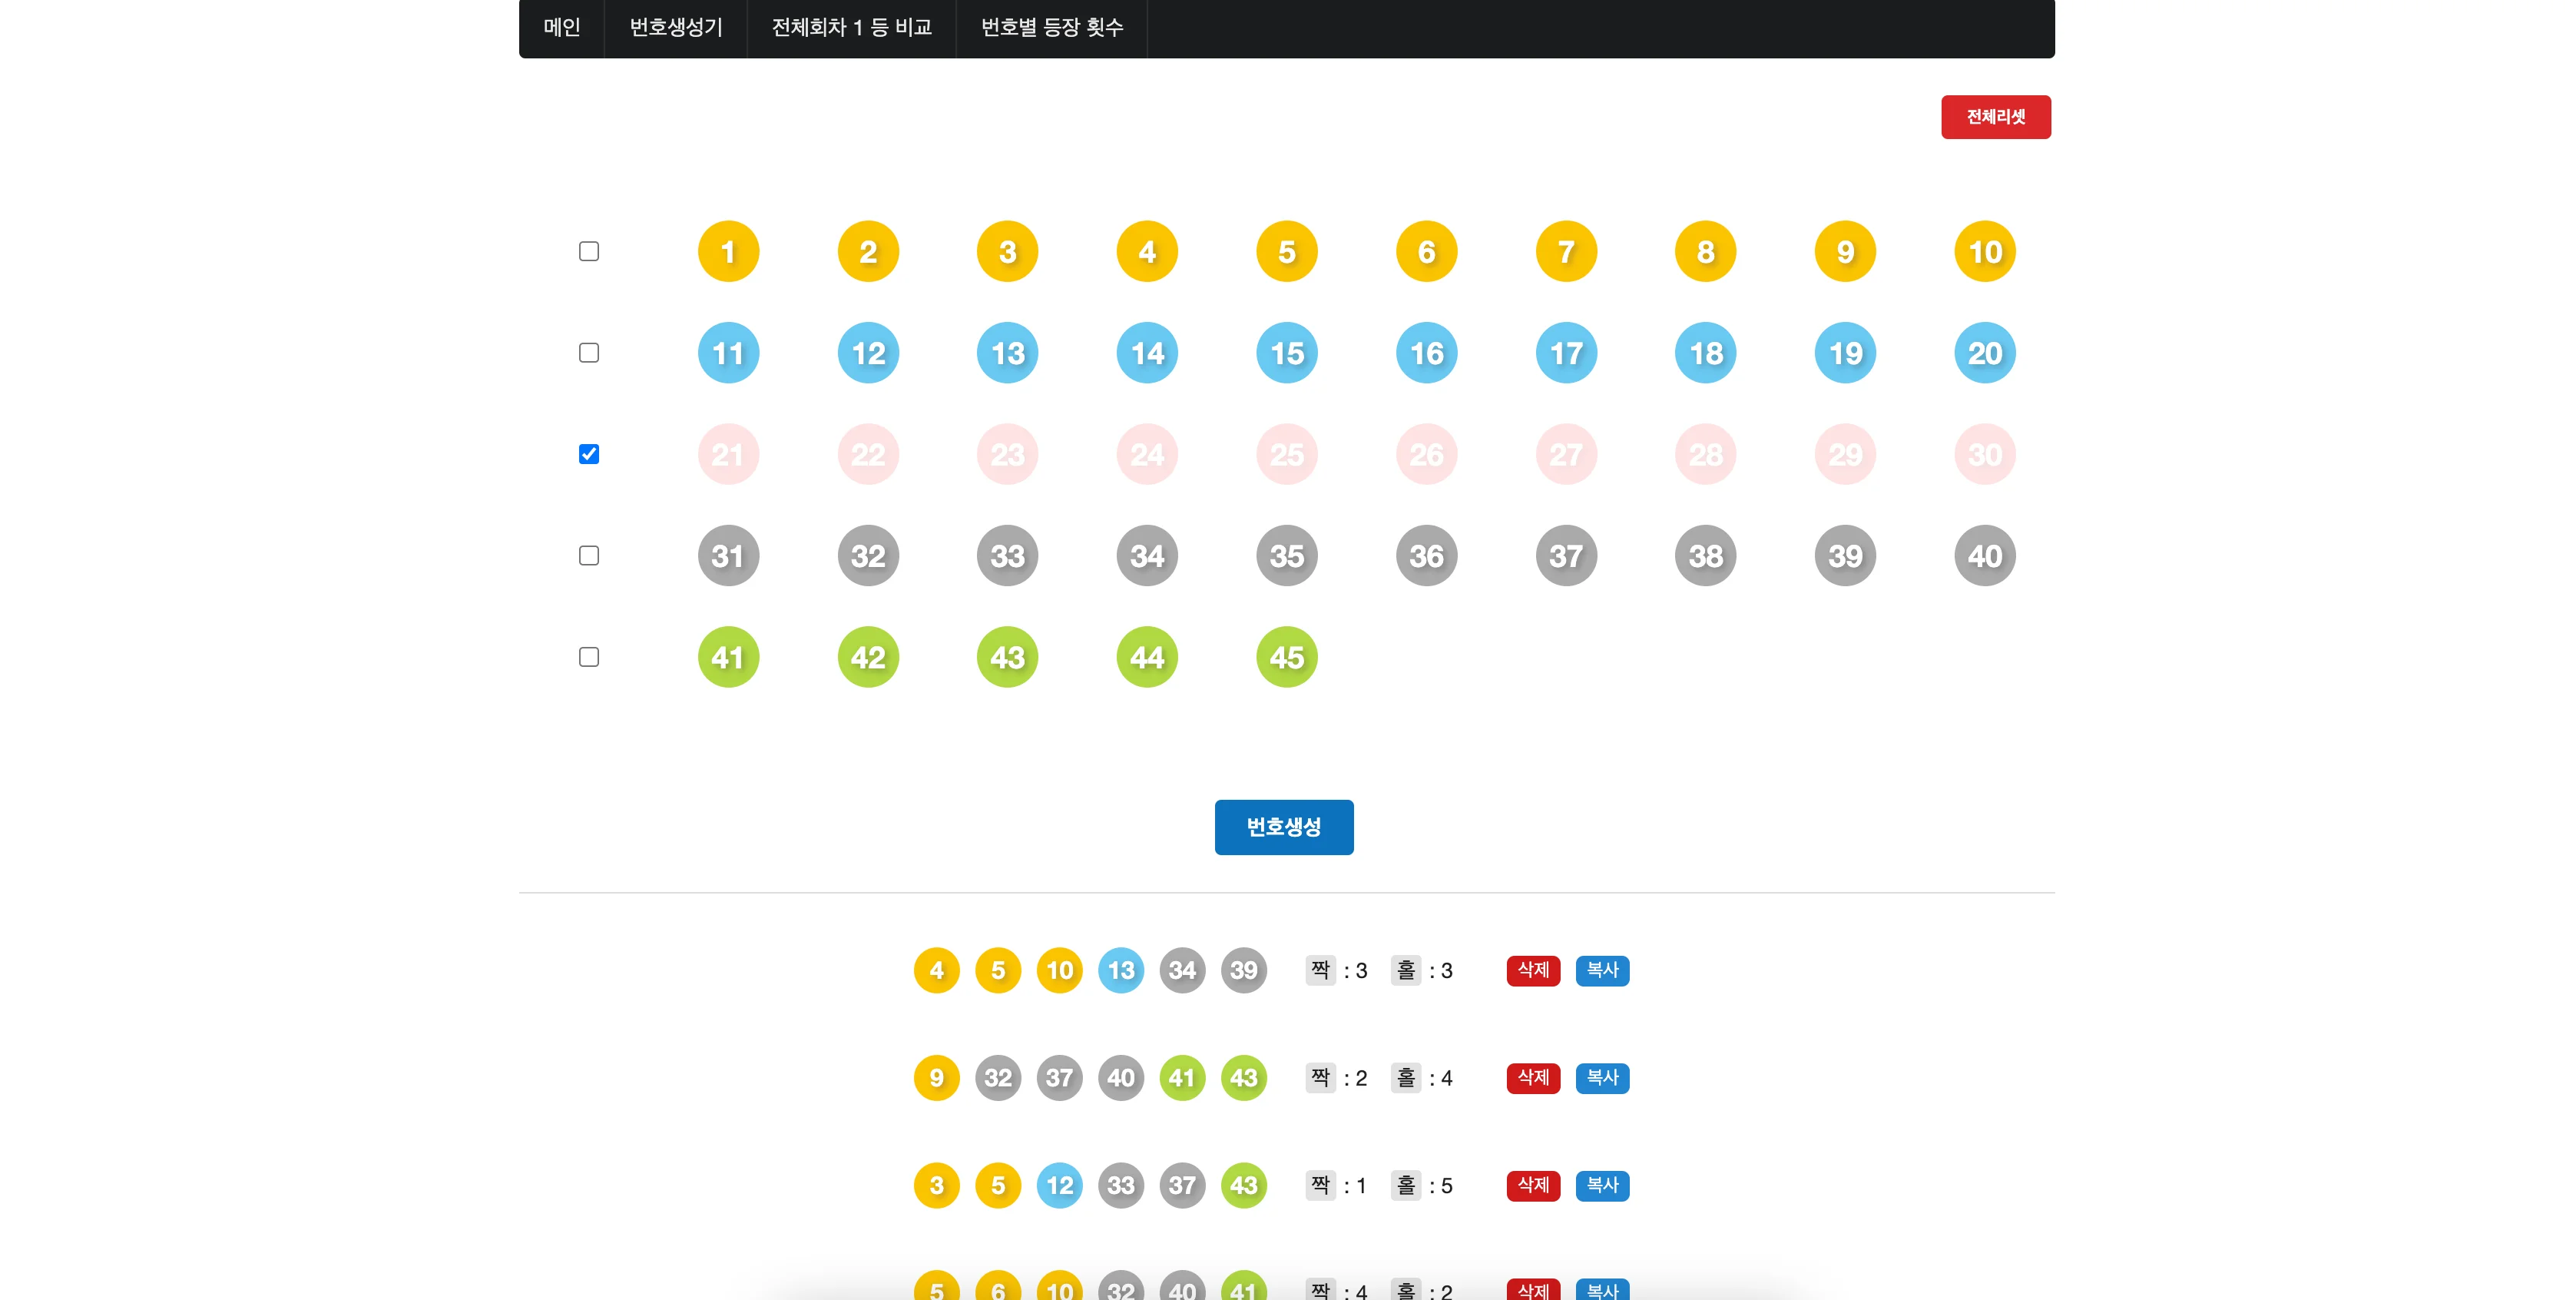 메인 번호생성기 전체회차 1 등 비교 번호별 등장 횟수
전체리셋
1 2 3 4 5 6 7 8 9 10
11 12 13 14 15 16 17 18 19 20
21 22 23 24 25 26 27 28 29 30
31 32 33 34 35 36 37 38 39 40
41 42 43 44 45
번호생성
4 5 10 13 34 39 짝 : 3 홀 : 3 삭제 복사
9 32 37 40 41 43 짝 : 2 홀 : 4 삭제 복사
3 5 12 33 37 43 짝 : 1 홀 : 5 삭제 복사
5 6 10 32 40 41 짝 : 4 홀 : 2 삭제 복사